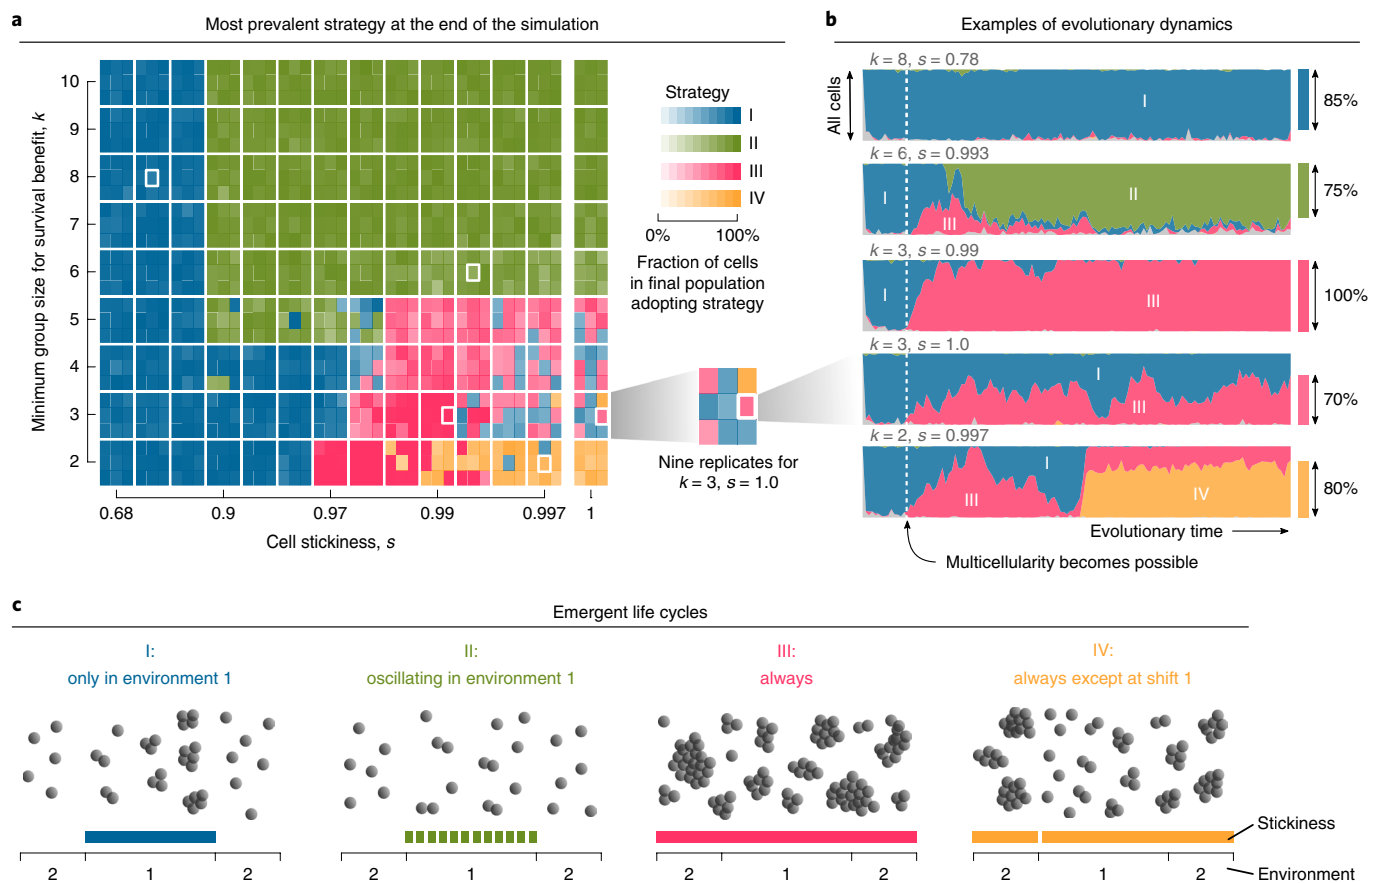 a
Most prevalent strategy at the end of the simulation
Minimum group size for survival benefit, k
10
9
8
7
6
5
4
3
2
0.68
0.9
0.97
0.99
0.997
1
Cell stickiness, s
Strategy
I
II
III
IV
0%
100%
Fraction of cells
in final population
adopting strategy
Nine replicates for
k = 3, s = 1.0
b
Examples of evolutionary dynamics
All cells
k = 8, s = 0.78
I
85%
k = 6, s = 0.993
I
III
II
75%
k = 3, s = 0.99
I
III
100%
k = 3, s = 1.0
I
III
70%
k = 2, s = 0.997
III
I
IV
80%
Evolutionary time
Multicellularity becomes possible
c
Emergent life cycles
I:
only in environment 1
II:
oscillating in environment 1
III:
always
IV:
always except at shift 1
Stickiness
2 1 2
2 1 2
2 1 2
2 1 2
Environment